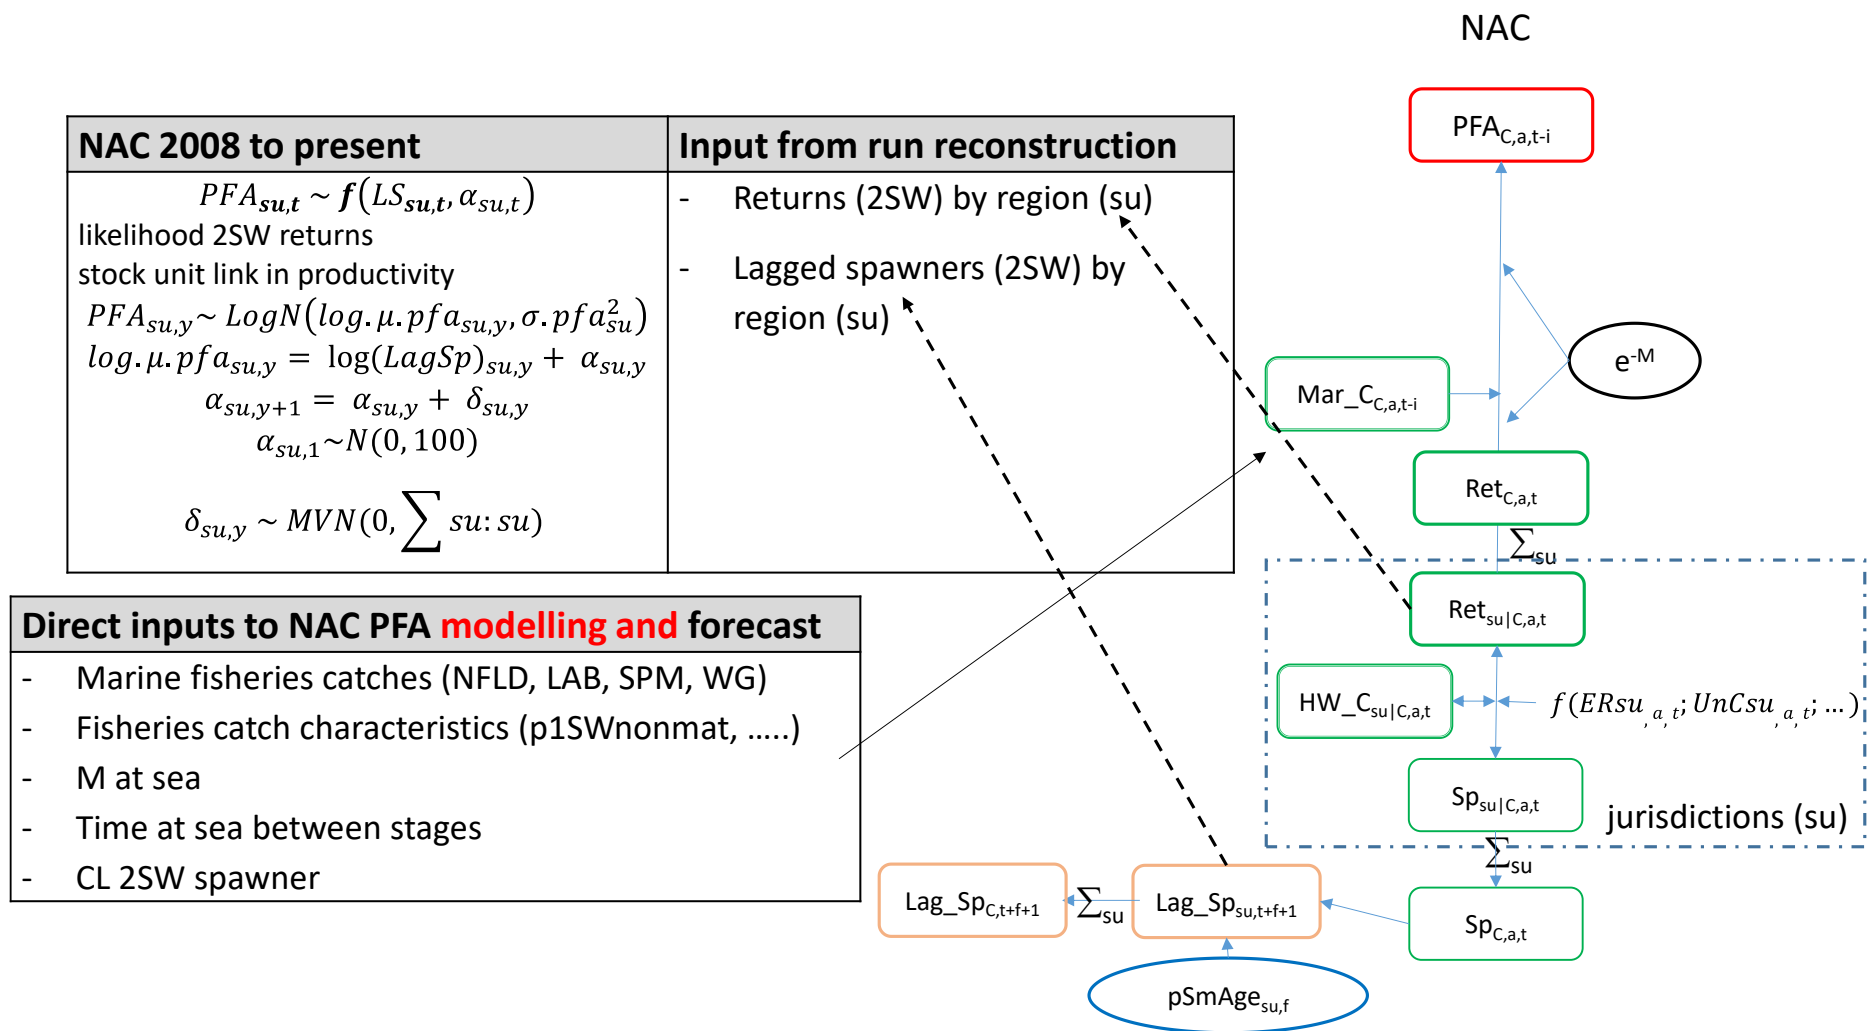 NAC
NAC 2008 to present
Input from run reconstruction
PFA_{su,t} ~ f(LS_{su,t}, α_{su,t})
likelihood 2SW returns
stock unit link in productivity
PFA_{su,y} ~ LogN(log.μ.pfa_{su,y}, σ.pfa²_{su})
log.μ.pfa_{su,y} = log(LagSp)_{su,y} + α_{su,y}
α_{su,y+1} = α_{su,y} + δ_{su,y}
α_{su,1}~N(0,100)
δ_{su,y} ~ MVN(0, ∑ su:su)
- Returns (2SW) by region (su)
- Lagged spawners (2SW) by
region (su)
Direct inputs to NAC PFA modelling and forecast
- Marine fisheries catches (NFLD, LAB, SPM, WG)
- Fisheries catch characteristics (p1SWnonmat, …..)
- M at sea
- Time at sea between stages
- CL 2SW spawner
PFA_{C,a,t-i}
e^{-M}
Mar_C_{C,a,t-i}
Ret_{C,a,t}
∑_{su}
Ret_{su|C,a,t}
HW_C_{su|C,a,t}
f(ERsu_{,a,t}; UnCsu_{,a,t}; …)
Sp_{su|C,a,t}
jurisdictions (su)
∑_{su}
Lag_Sp_{C,t+f+1}
∑_{su}
Lag_Sp_{su,t+f+1}
Sp_{C,a,t}
pSmAge_{su,f}